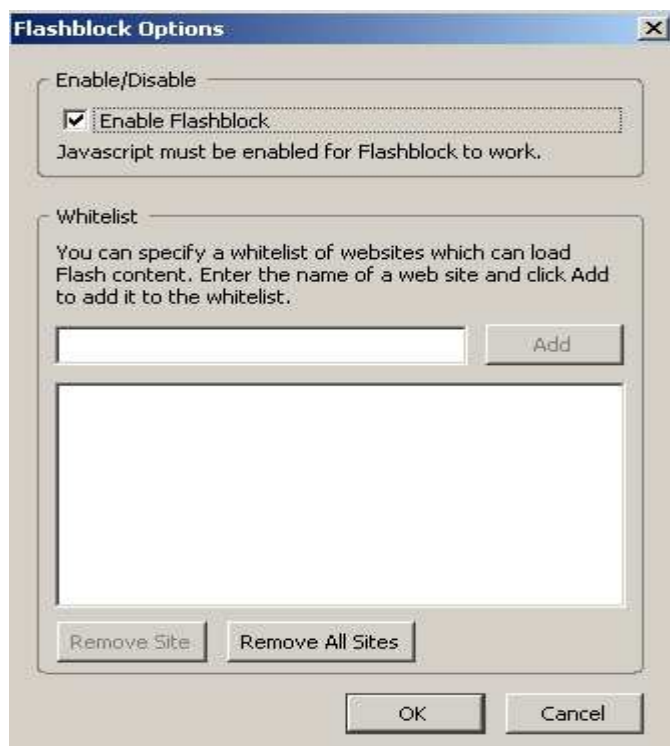 Flashblock Options
Enable/Disable
Enable Flashblock
Javascript must be enabled for Flashblock to work.
Whitelist
You can specify a whitelist of websites which can load
Flash content. Enter the name of a web site and click Add
to add it to the whitelist.
Add
Remove Site
Remove All Sites
OK
Cancel